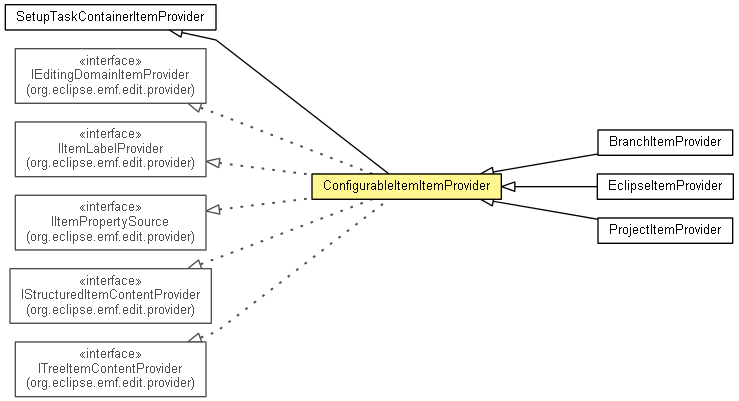 SetupTaskContainerItemProvider
«interface»
IEditingDomainItemProvider
(org.eclipse.emf.edit.provider)
«interface»
IItemLabelProvider
(org.eclipse.emf.edit.provider)
«interface»
IItemPropertySource
(org.eclipse.emf.edit.provider)
«interface»
IStructuredItemContentProvider
(org.eclipse.emf.edit.provider)
«interface»
ITreeItemContentProvider
(org.eclipse.emf.edit.provider)
ConfigurableItemItemProvider
BranchItemProvider
EclipseItemProvider
ProjectItemProvider